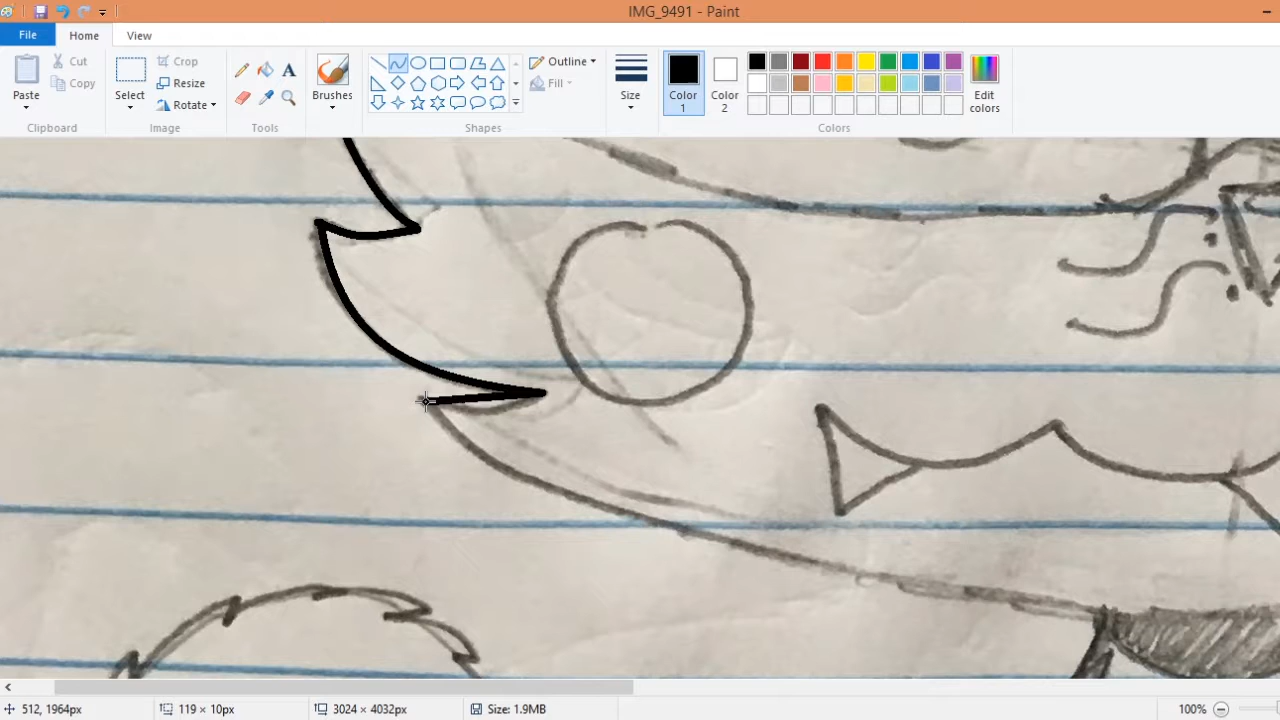 IMG_9491 - Paint
File
Home
View
Paste
Cut
Copy
Clipboard
Select
Crop
Resize
Rotate
Image
A
Tools
Brushes
Shapes
Outline
Fill
Size
Color 1
Color 2
Edit colors
Colors
512, 1964px
119 × 10px
3024 × 4032px
Size: 1.9MB
100%